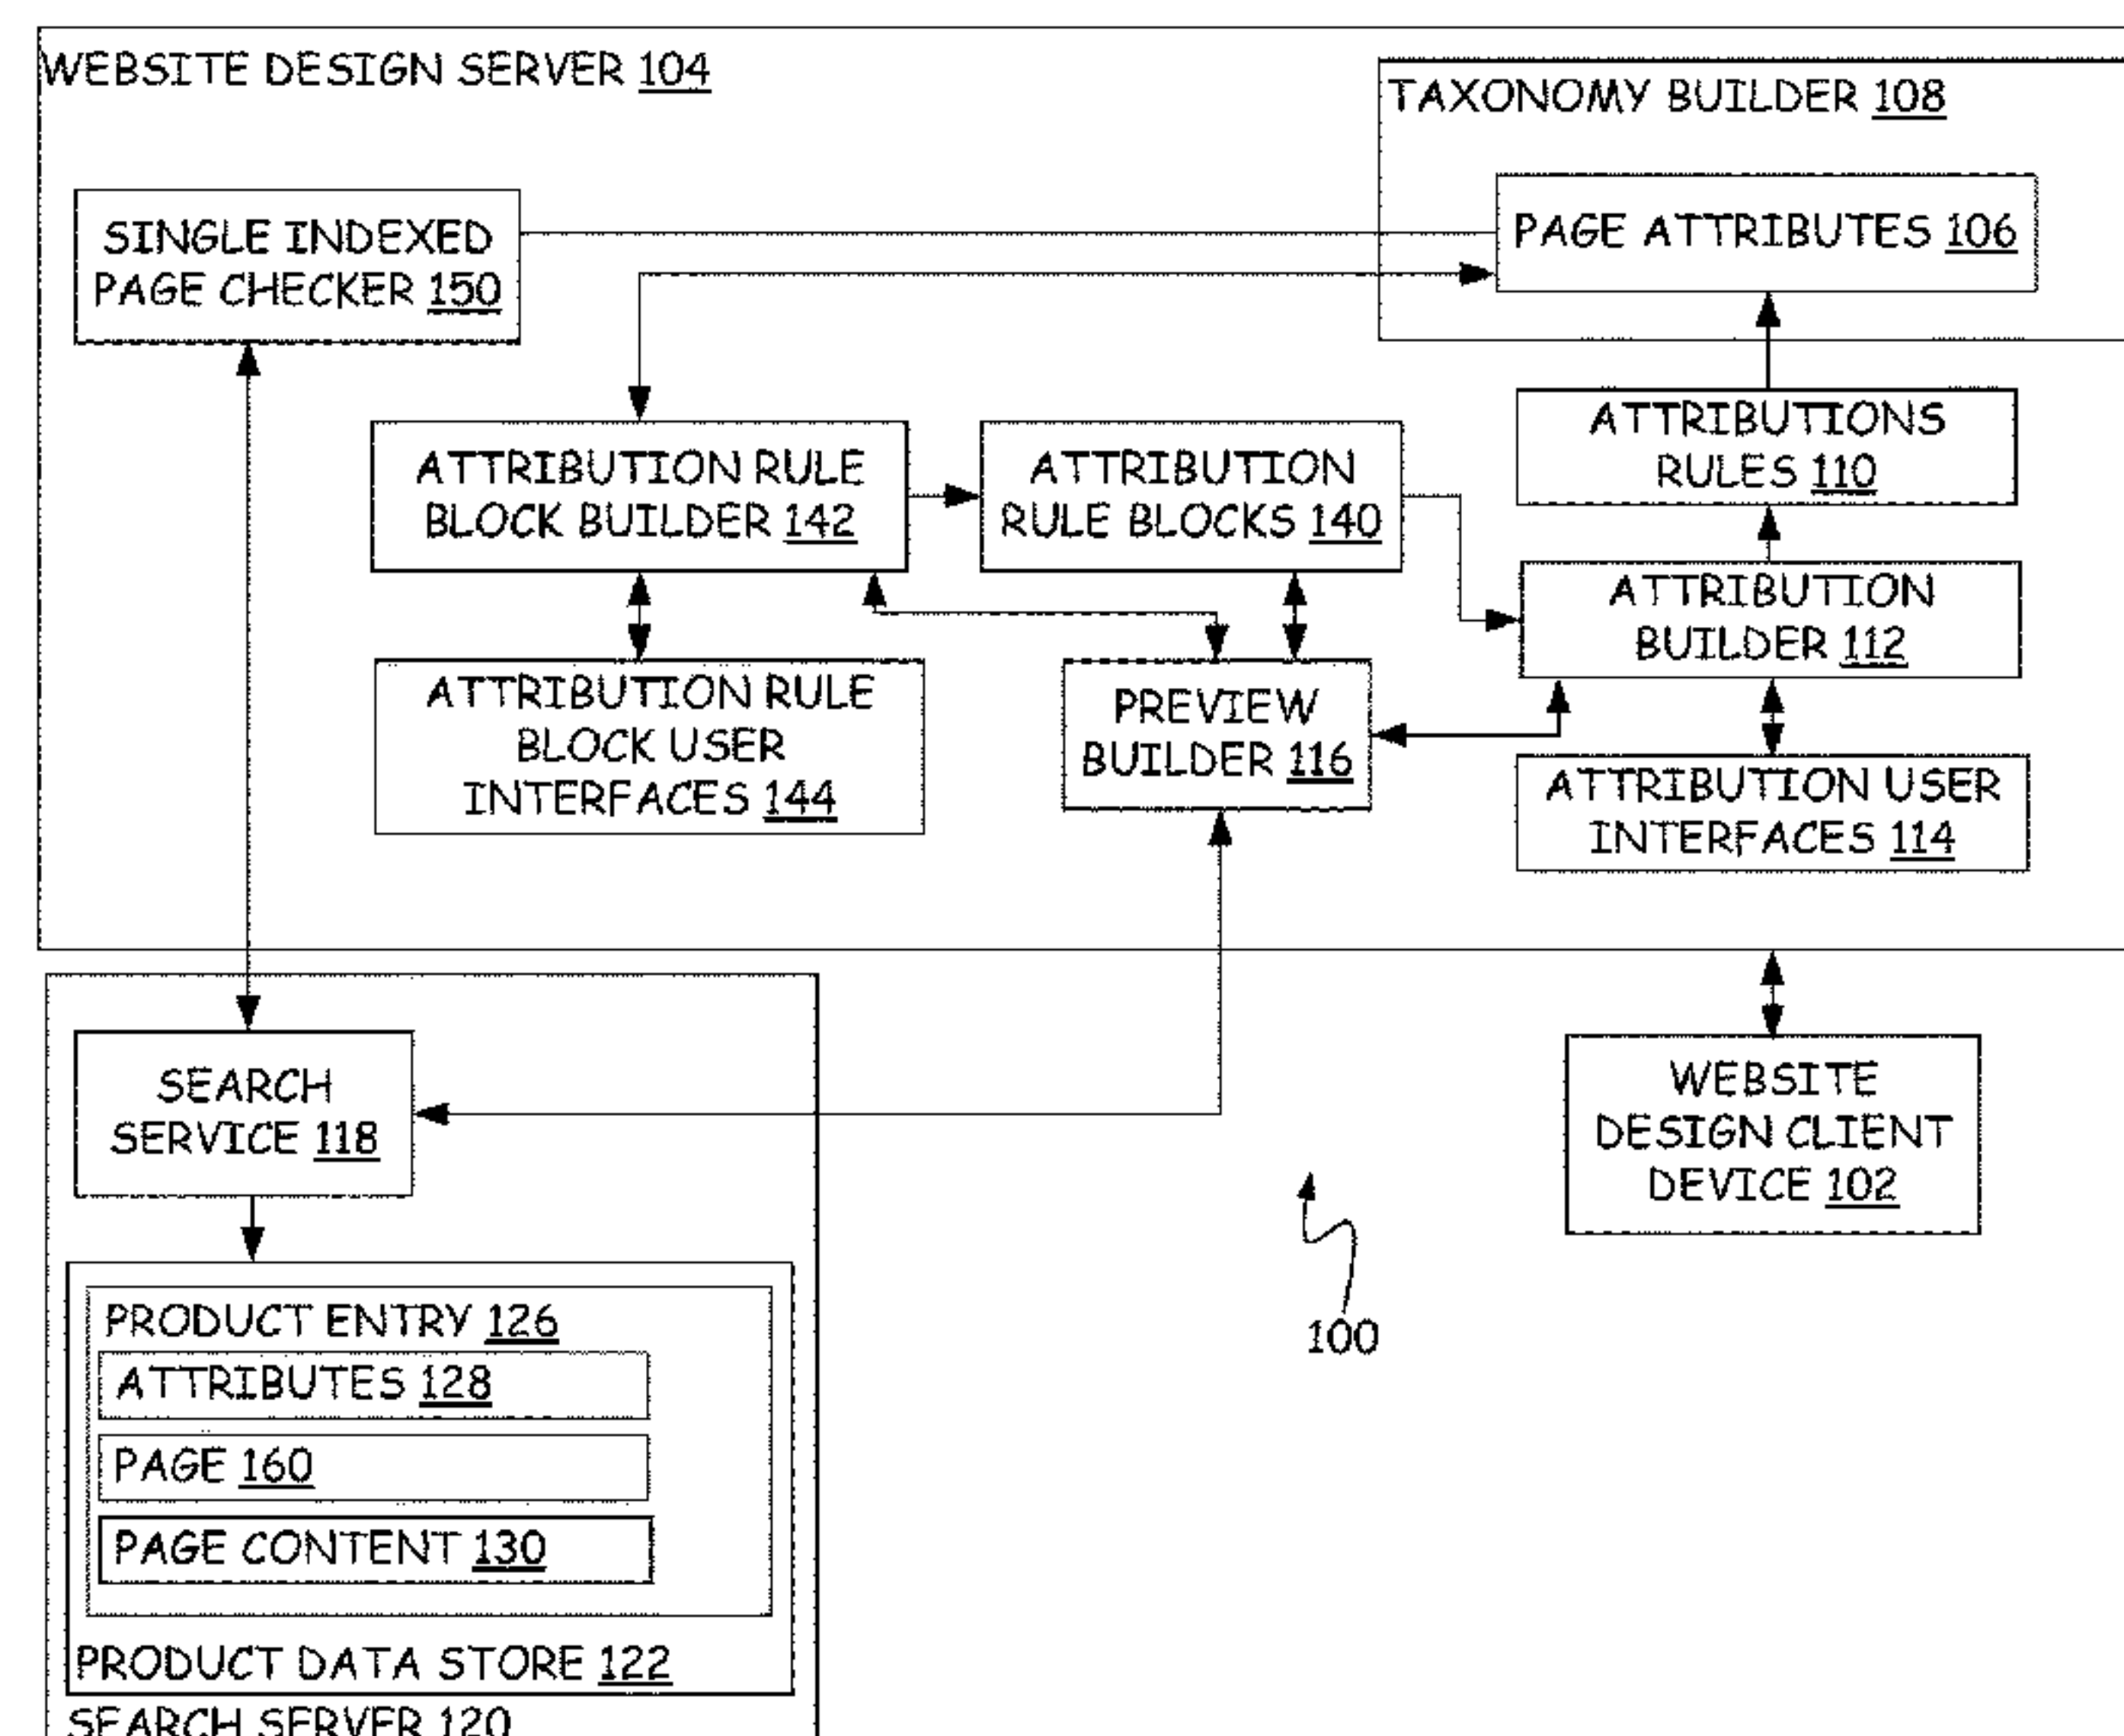 WEBSITE DESIGN SERVER 104
TAXONOMY BUILDER 108
PAGE ATTRIBUTES 106
SINGLE INDEXED
PAGE CHECKER 150
ATTRIBUTIONS
RULES 110
ATTRIBUTION RULE
BLOCK BUILDER 142
ATTRIBUTION
RULE BLOCKS 140
ATTRIBUTION
BUILDER 112
ATTRIBUTION RULE
BLOCK USER
INTERFACES 144
PREVIEW
BUILDER 116
ATTRIBUTION USER
INTERFACES 114
SEARCH
SERVICE 118
WEBSITE
DESIGN CLIENT
DEVICE 102
100
PRODUCT ENTRY 126
ATTRIBUTES 128
PAGE 160
PAGE CONTENT 130
PRODUCT DATA STORE 122
SEARCH SERVER 120